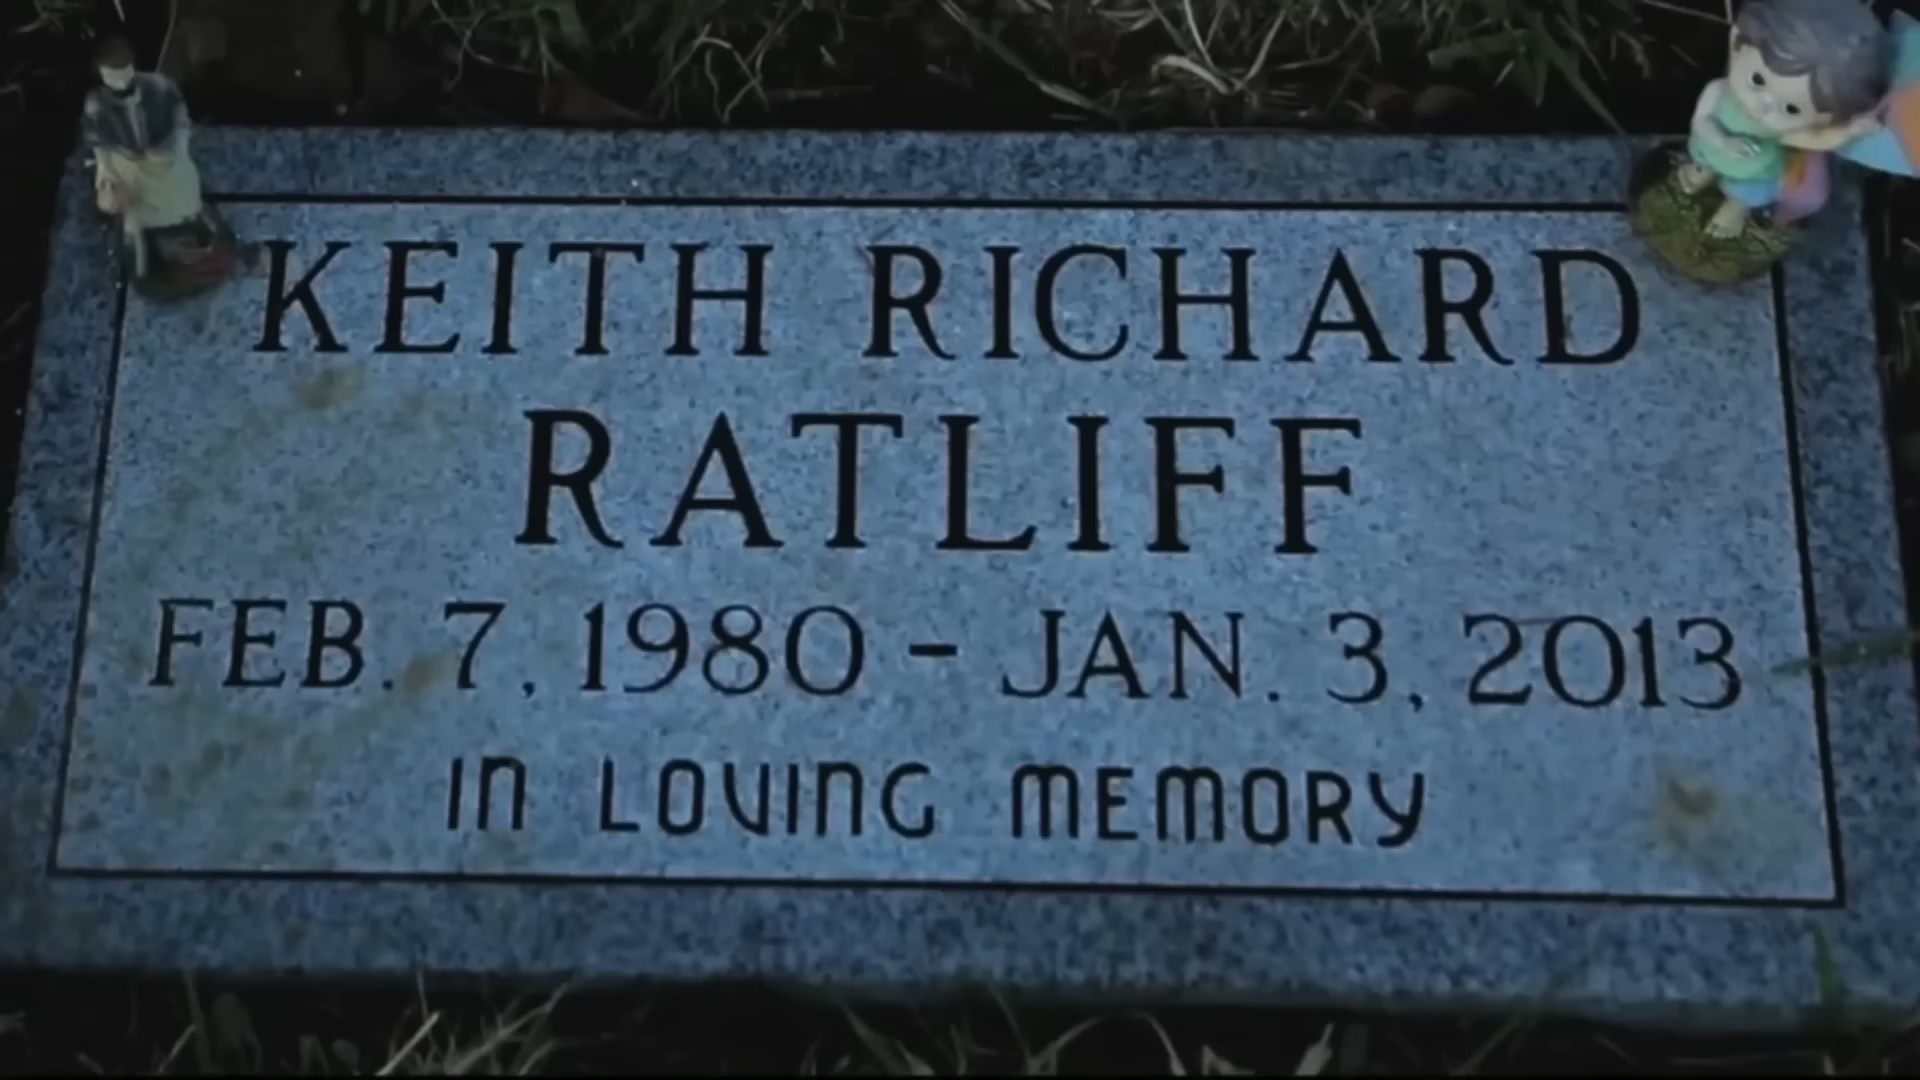 KEITH RICHARD
RATLIFF
FEB. 7, 1980 - JAN. 3, 2013
IN LOVING MEMORY